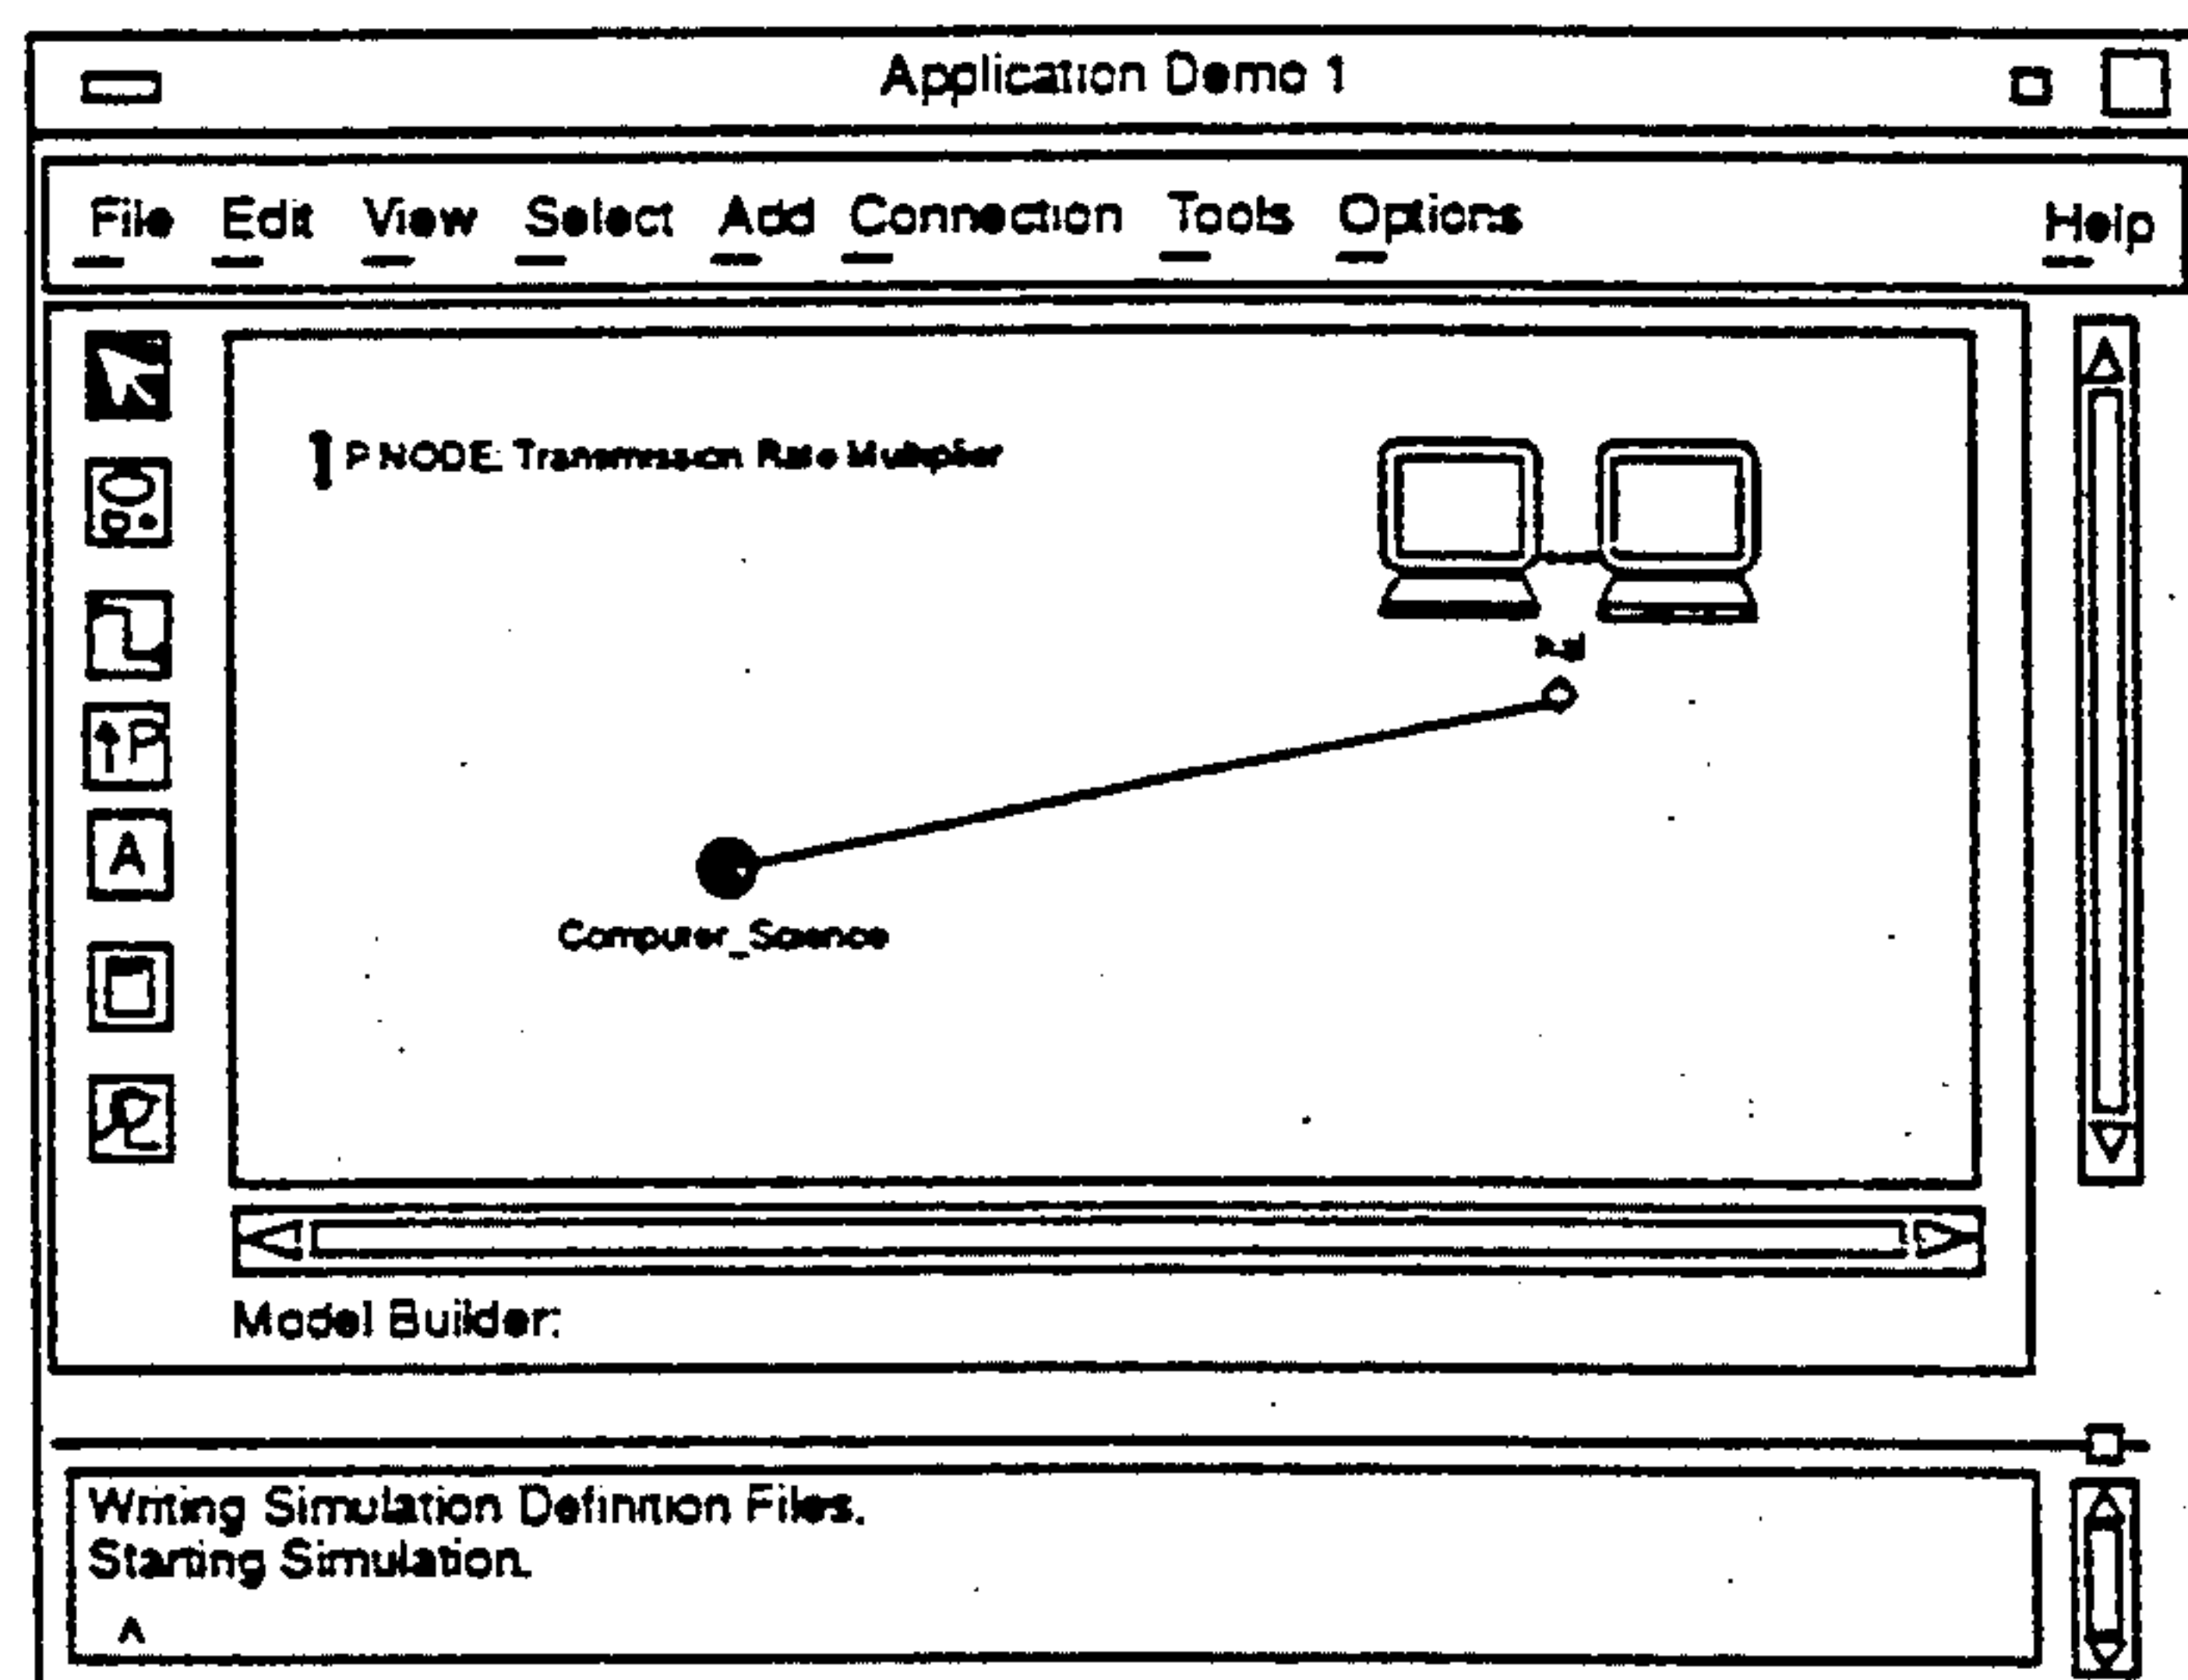 Application Demo 1
File Edit View Select Add Connection Tools Options Help
P NODE: Transmission Rate Multiplier
P
A
Computer_Science
Model Builder:
Writing Simulation Definition Files.
Starting Simulation.
^